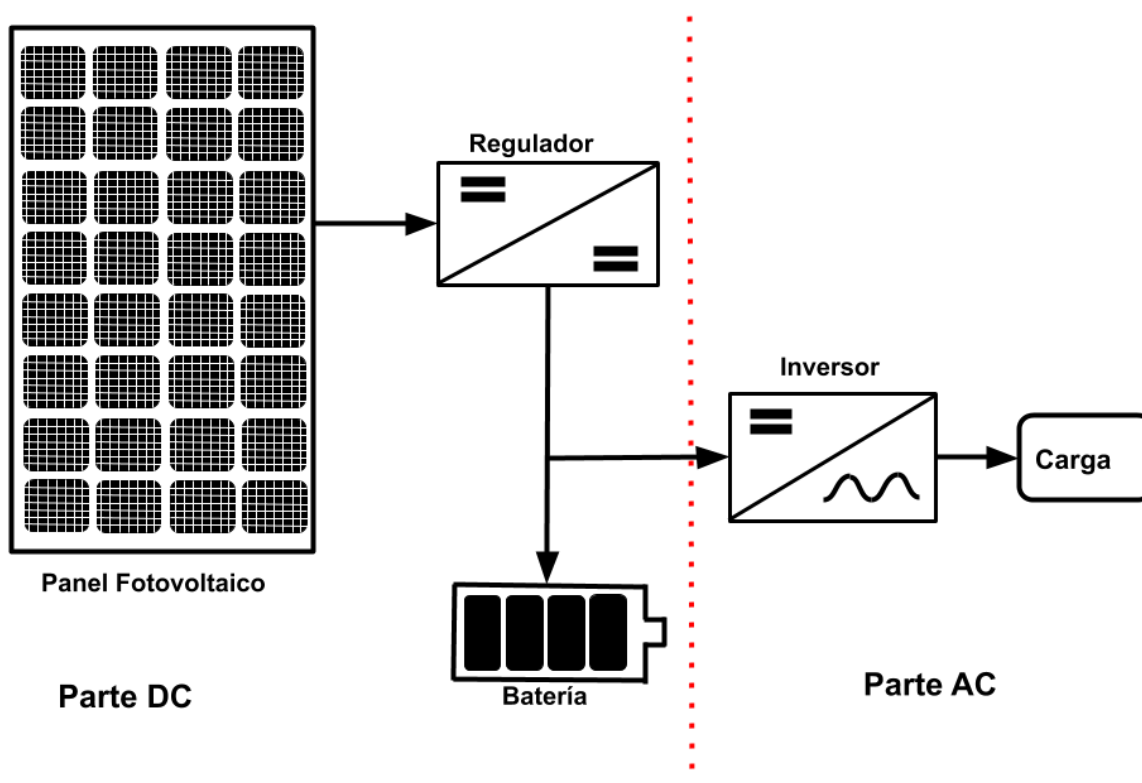 Regulador
Inversor
Carga
Panel Fotovoltaico
Batería
Parte DC
Parte AC